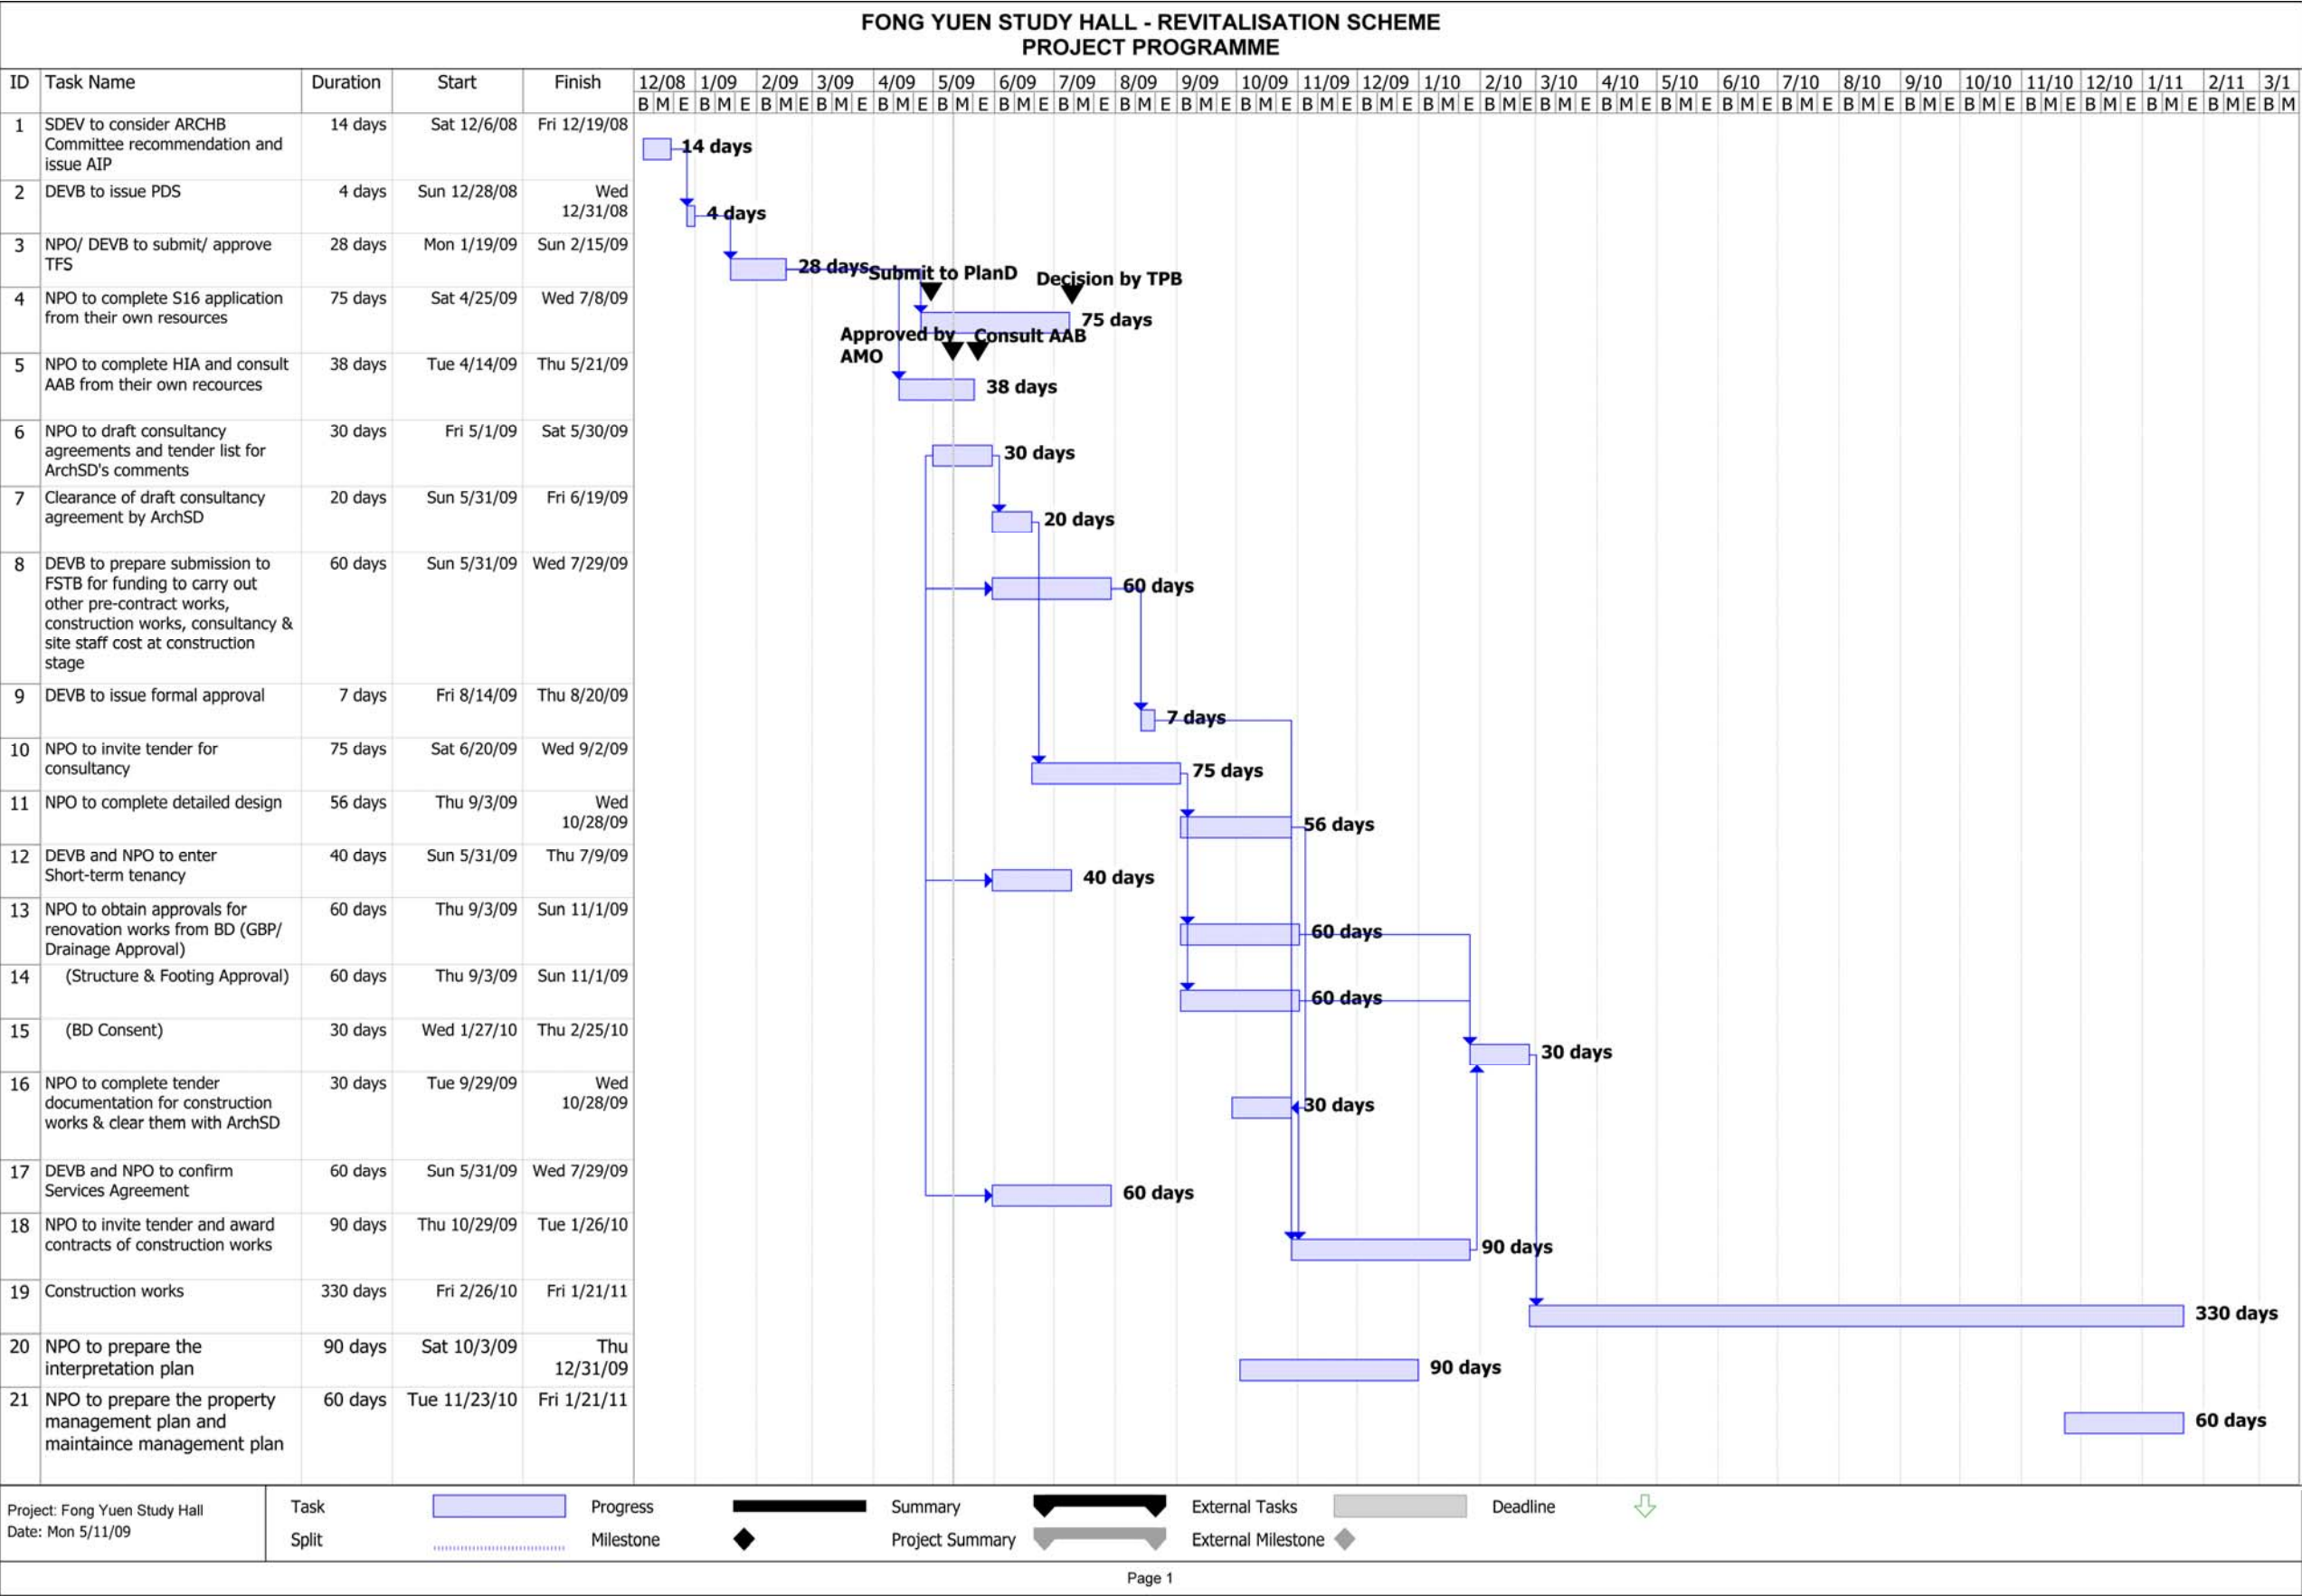 FONG YUEN STUDY HALL - REVITALISATION SCHEME
PROJECT PROGRAMME
ID Task Name Duration Start Finish 12/08 1/09 2/09 3/09 4/09 5/09 6/09 7/09 8/09 9/09 10/09 11/09 12/09 1/10 2/10 3/10 4/10 5/10 6/10 7/10 8/10 9/10 10/10 11/10 12/10 1/11 2/11 3/1
B M E B M E B M E B M E B M E B M E B M E B M E B M E B M E B M E B M E B M E B M E B M E B M E B M E B M E B M E B M E B M E B M E B M E B M E B M E B M E B M E B M
1 SDEV to consider ARCHB 14 days Sat 12/6/08 Fri 12/19/08
Committee recommendation and 14 days
issue AIP
2 DEVB to issue PDS 4 days Sun 12/28/08 Wed
12/31/08 4 days
3 NPO/ DEVB to submit/ approve 28 days Mon 1/19/09 Sun 2/15/09
TFS 28 days Submit to PlanD Decision by TPB
4 NPO to complete S16 application 75 days Sat 4/25/09 Wed 7/8/09
from their own resources 75 days
Approved by Consult AAB
AMO
5 NPO to complete HIA and consult 38 days Tue 4/14/09 Thu 5/21/09
AAB from their own recources 38 days
6 NPO to draft consultancy 30 days Fri 5/1/09 Sat 5/30/09
agreements and tender list for 30 days
ArchSD's comments
7 Clearance of draft consultancy 20 days Sun 5/31/09 Fri 6/19/09
agreement by ArchSD 20 days
8 DEVB to prepare submission to 60 days Sun 5/31/09 Wed 7/29/09
FSTB for funding to carry out 60 days
other pre-contract works,
construction works, consultancy &
site staff cost at construction
stage
9 DEVB to issue formal approval 7 days Fri 8/14/09 Thu 8/20/09
7 days
10 NPO to invite tender for 75 days Sat 6/20/09 Wed 9/2/09
consultancy 75 days
11 NPO to complete detailed design 56 days Thu 9/3/09 Wed
10/28/09 56 days
12 DEVB and NPO to enter 40 days Sun 5/31/09 Thu 7/9/09
Short-term tenancy 40 days
13 NPO to obtain approvals for 60 days Thu 9/3/09 Sun 11/1/09
renovation works from BD (GBP/ 60 days
Drainage Approval)
14 (Structure & Footing Approval) 60 days Thu 9/3/09 Sun 11/1/09
60 days
15 (BD Consent) 30 days Wed 1/27/10 Thu 2/25/10
30 days
16 NPO to complete tender 30 days Tue 9/29/09 Wed
documentation for construction 10/28/09 30 days
works & clear them with ArchSD
17 DEVB and NPO to confirm 60 days Sun 5/31/09 Wed 7/29/09
Services Agreement 60 days
18 NPO to invite tender and award 90 days Thu 10/29/09 Tue 1/26/10
contracts of construction works 90 days
19 Construction works 330 days Fri 2/26/10 Fri 1/21/11
330 days
20 NPO to prepare the 90 days Sat 10/3/09 Thu
interpretation plan 12/31/09 90 days
21 NPO to prepare the property 60 days Tue 11/23/10 Fri 1/21/11
management plan and 60 days
maintaince management plan
Project: Fong Yuen Study Hall
Date: Mon 5/11/09
Task Progress Summary External Tasks Deadline
Split Milestone Project Summary External Milestone
Page 1